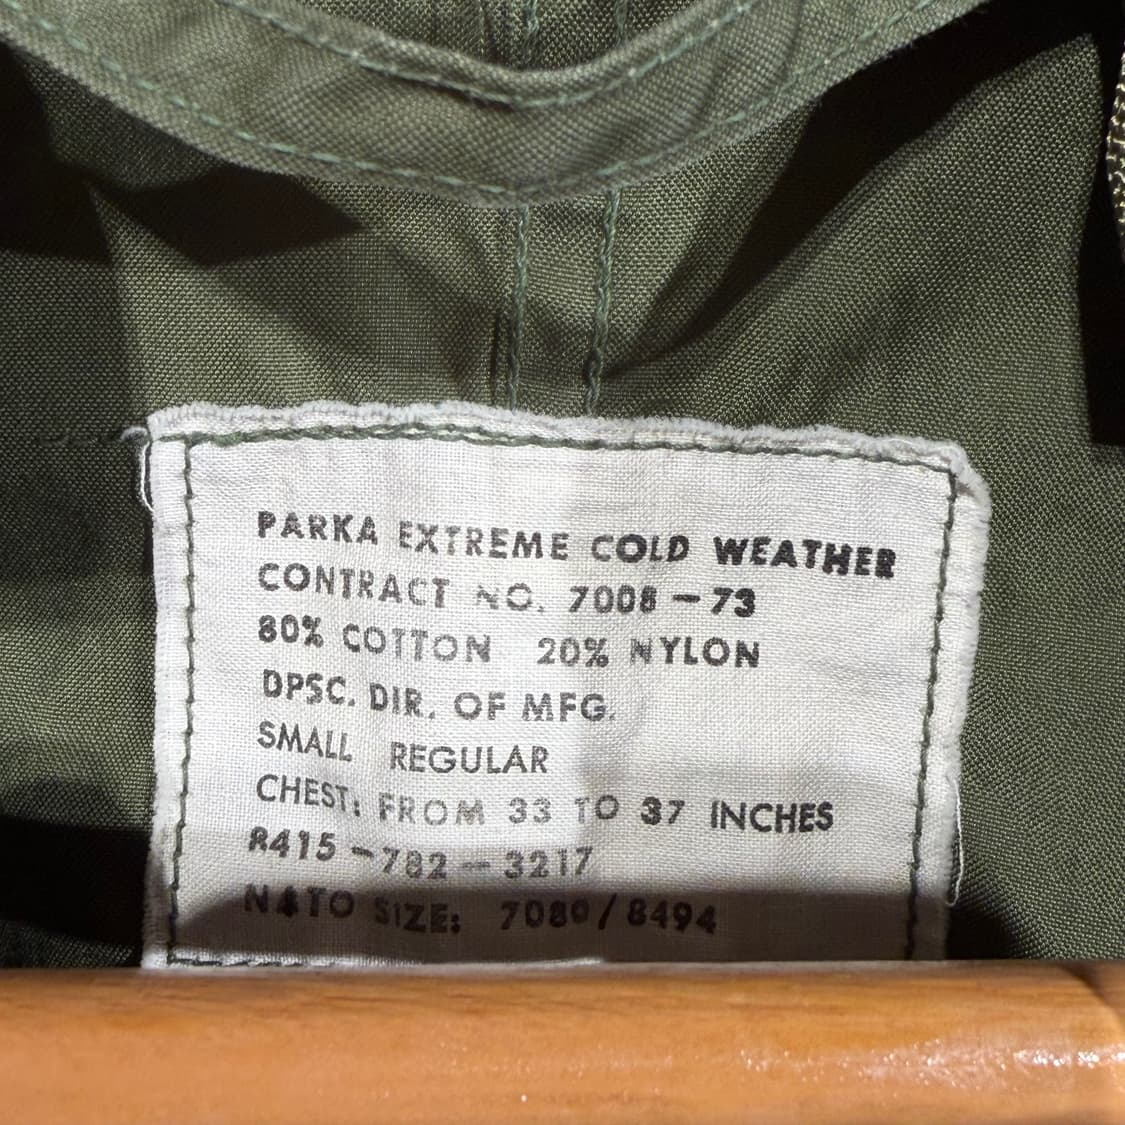 PARKA EXTREME COLD WEATHER
CONTRACT NO. 7008-73
80% COTTON 20% NYLON
DPSC. DIR. OF MFG.
SMALL REGULAR
CHEST: FROM 33 TO 37 INCHES
8415-782-3217
NATO SIZE: 7080/8494